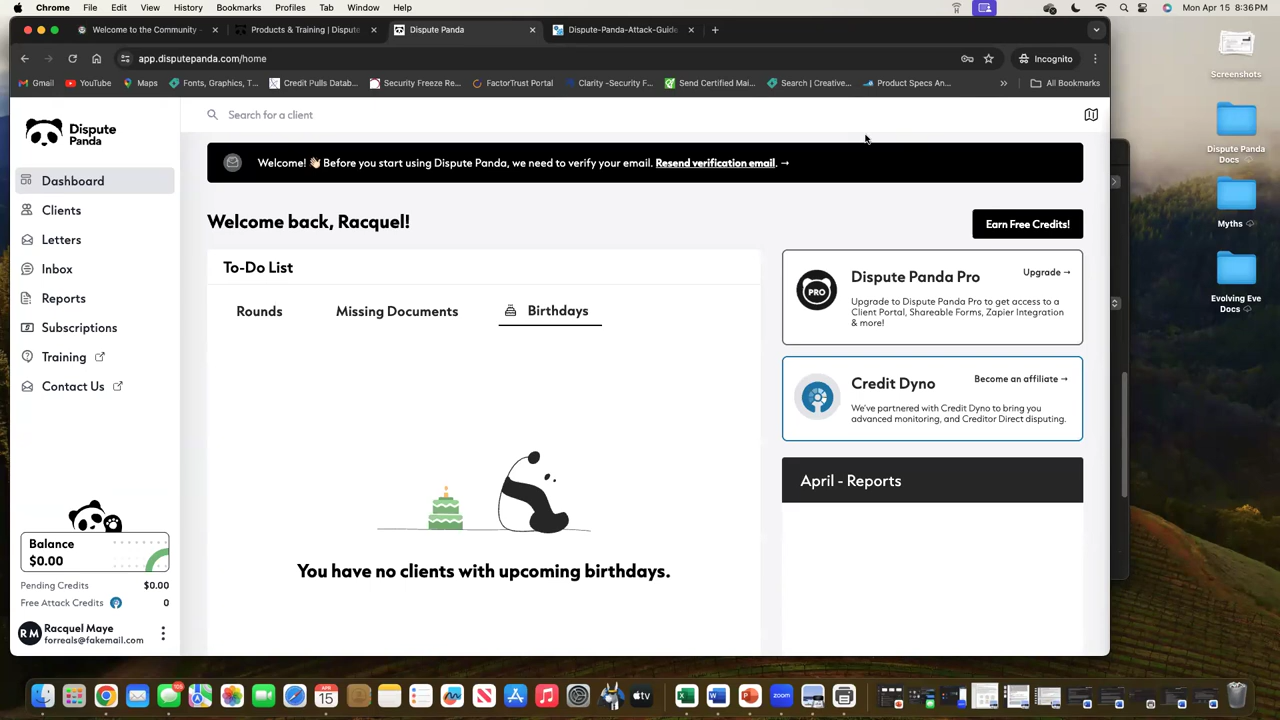 Chrome File Edit View History Bookmarks Profiles Tab Window Help
Mon Apr 15 8:36 PM
Welcome to the Community -
Products & Training | Dispute
Dispute Panda
Dispute-Panda-Attack-Guide
app.disputepanda.com/home
Incognito
Gmail YouTube Maps Fonts, Graphics, T... Credit Pulls Datab... Security Freeze Re... FactorTrust Portal Clarity -Security F... Send Certified Mai... Search | Creative... Product Specs An... » All Bookmarks
Dispute
Panda
Search for a client
Welcome! 👋🏻 Before you start using Dispute Panda, we need to verify your email. Resend verification email. →
Dashboard
Clients
Letters
Inbox
Reports
Subscriptions
Training
Contact Us
Welcome back, Racquel!
Earn Free Credits!
To-Do List
Rounds Missing Documents Birthdays
You have no clients with upcoming birthdays.
PRO
Dispute Panda Pro
Upgrade →
Upgrade to Dispute Panda Pro to get access to a
Client Portal, Shareable Forms, Zapier Integration
& more!
Credit Dyno
Become an affiliate →
We've partnered with Credit Dyno to bring you
advanced monitoring, and Creditor Direct disputing.
April - Reports
Balance
$0.00
Pending Credits $0.00
Free Attack Credits 0
RM
Racquel Maye
forreals@fakemail.com
Screenshots
Dispute Panda
Docs
Myths
Evolving Eve
Docs
APR
15
zoom
tv